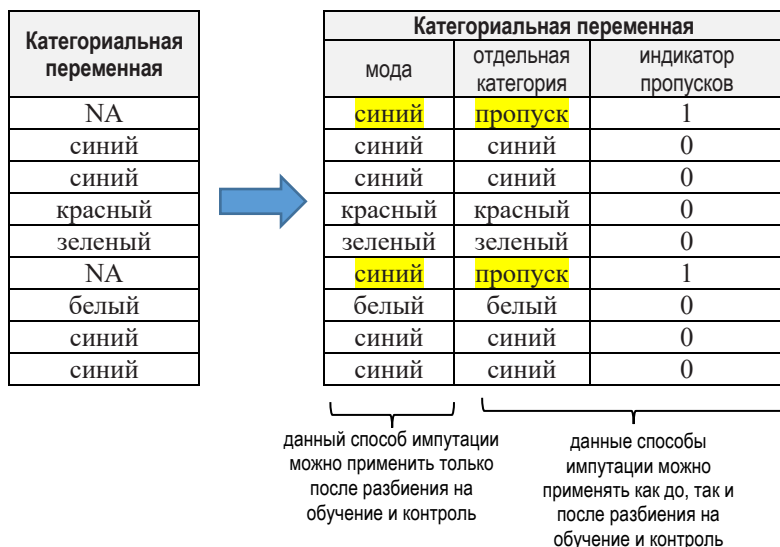 Категориальная
переменная
NA
синий
синий
красный
зеленый
NA
белый
синий
синий
Категориальная переменная
мода
отдельная
категория
индикатор
пропусков
синий пропуск 1
синий синий 0
синий синий 0
красный красный 0
зеленый зеленый 0
синий пропуск 1
белый белый 0
синий синий 0
синий синий 0
данный способ импутации
можно применить только
после разбиения на
обучение и контроль
данные способы
импутации можно
применять как до, так и
после разбиения на
обучение и контроль